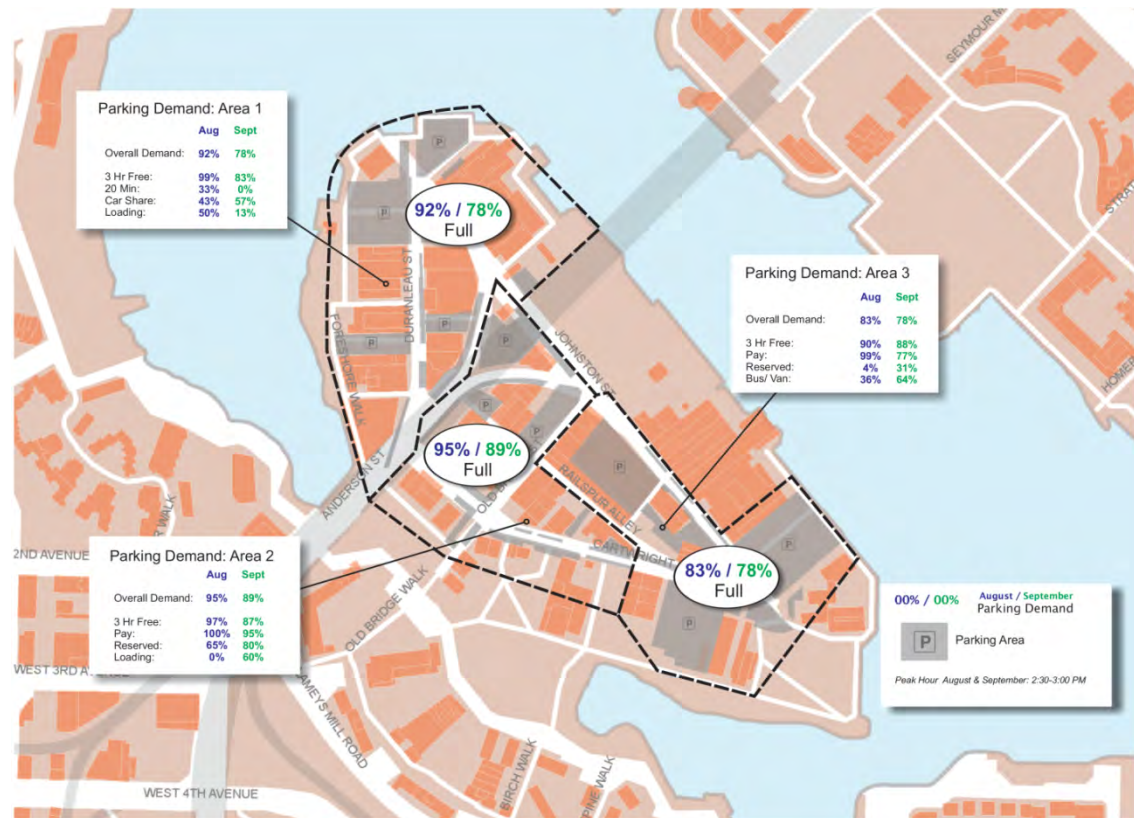 Parking Demand: Area 1
Aug Sept
Overall Demand: 92% 78%
3 Hr Free: 99% 83%
20 Min: 33% 0%
Car Share: 43% 57%
Loading: 50% 13%
92% / 78%
Full
Parking Demand: Area 3
Aug Sept
Overall Demand: 83% 78%
3 Hr Free: 90% 88%
Pay: 99% 77%
Reserved: 4% 31%
Bus/ Van: 36% 64%
95% / 89%
Full
Parking Demand: Area 2
Aug Sept
Overall Demand: 95% 89%
3 Hr Free: 97% 87%
Pay: 100% 95%
Reserved: 65% 80%
Loading: 0% 60%
83% / 78%
Full
00% / 00% August / September
Parking Demand
P Parking Area
Peak Hour August & September: 2:30-3:00 PM
SEYMOUR M
STRAT
HOMER
DURANLEAU ST
FORESHORE WALK
JOHNSTON ST
ANDERSON ST
RAILSPUR ALLEY
CARTWRIGHT
OLD BRIDGE WALK
2ND AVENUE
WEST 3RD AVENUE
LAMEYS MILL ROAD
WEST 4TH AVENUE
BIRCH WALK
PINE WALK
P
P
P
P
P
P
P
P
P
P